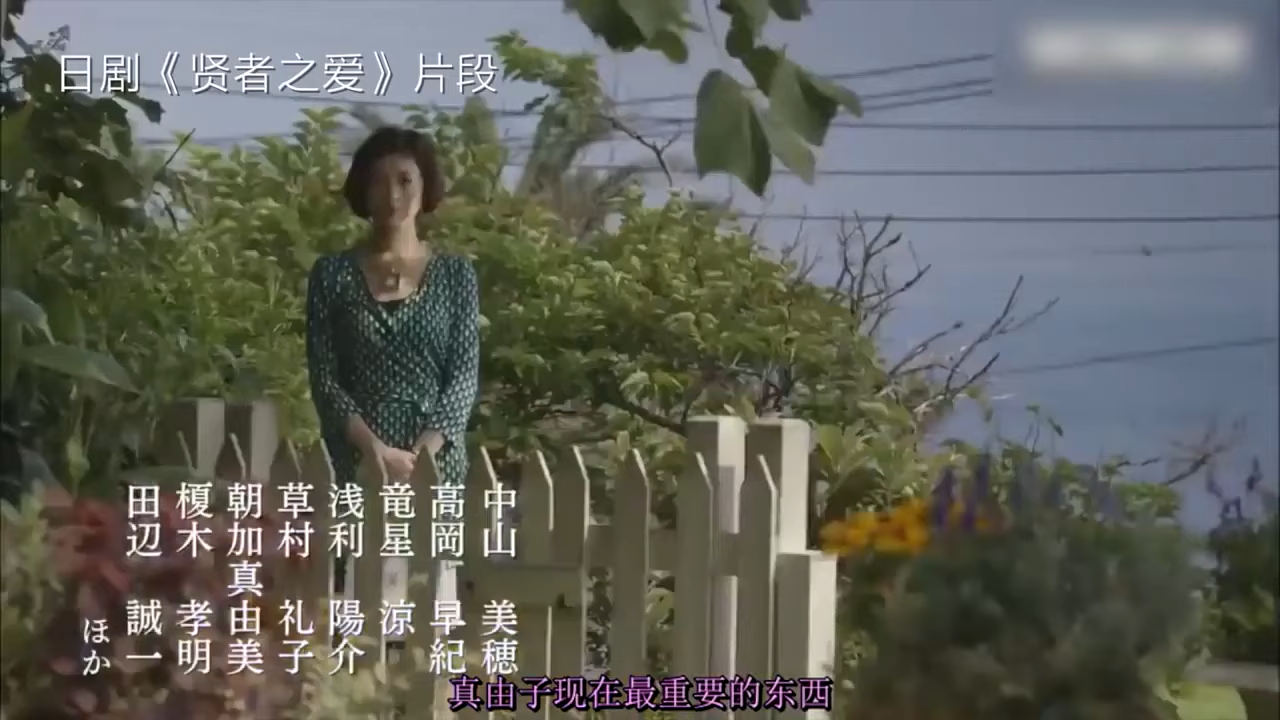 日剧《贤者之爱》片段
中山美穂
高岡早紀
竜星涼
浅利陽介
草村礼子
朝加真由美
榎木孝明
田辺誠一
ほか
真由子现在最重要的东西